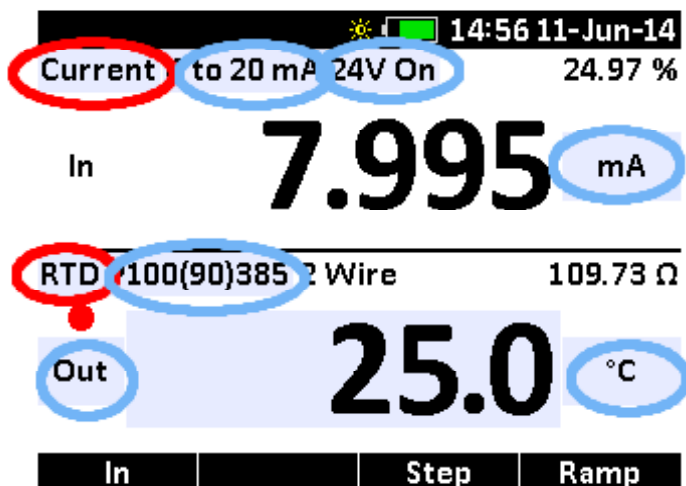 14:56 11-Jun-14
Current to 20 mA 24V On 24.97 %
In 7.995 mA
RTD 100(90)385 2 Wire 109.73 Ω
Out 25.0 °C
In Step Ramp